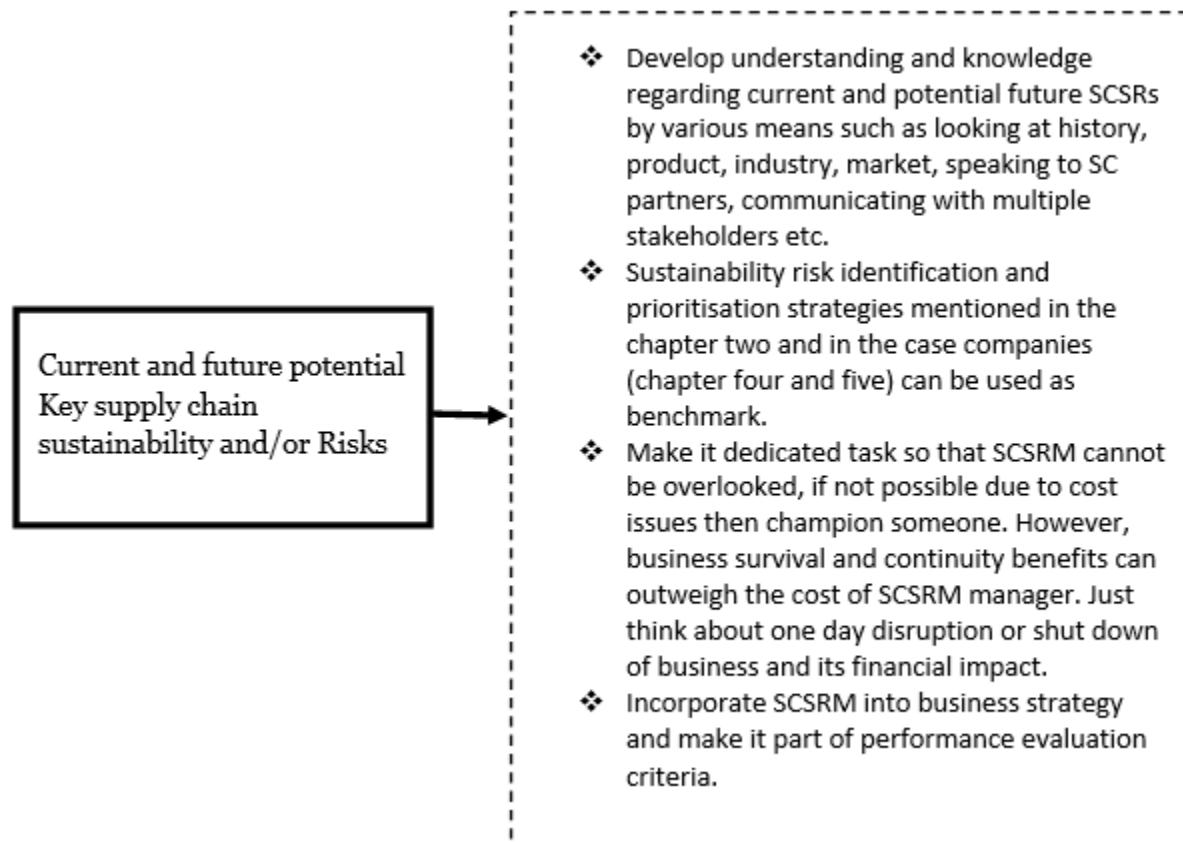 Current and future potential
Key supply chain
sustainability and/or Risks
❖ Develop understanding and knowledge
regarding current and potential future SCSRs
by various means such as looking at history,
product, industry, market, speaking to SC
partners, communicating with multiple
stakeholders etc.
❖ Sustainability risk identification and
prioritisation strategies mentioned in the
chapter two and in the case companies
(chapter four and five) can be used as
benchmark.
❖ Make it dedicated task so that SCSRM cannot
be overlooked, if not possible due to cost
issues then champion someone. However,
business survival and continuity benefits can
outweigh the cost of SCSRM manager. Just
think about one day disruption or shut down
of business and its financial impact.
❖ Incorporate SCSRM into business strategy
and make it part of performance evaluation
criteria.